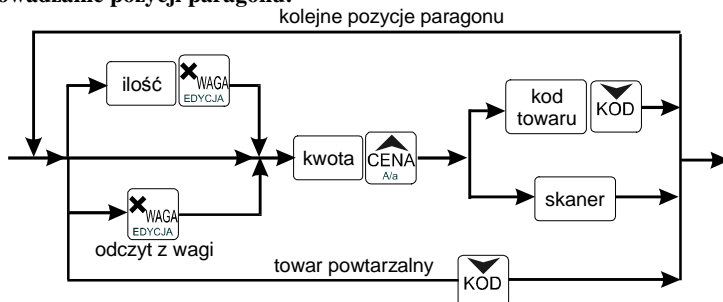 owadzanie pozycji paragonu:
kolejne pozycje paragonu
ilość
WAGA
EDYCJA
kod
towaru
KOD
kwota
CENA
A/a
WAGA
EDYCJA
skaner
odczyt z wagi
towar powtarzalny
KOD